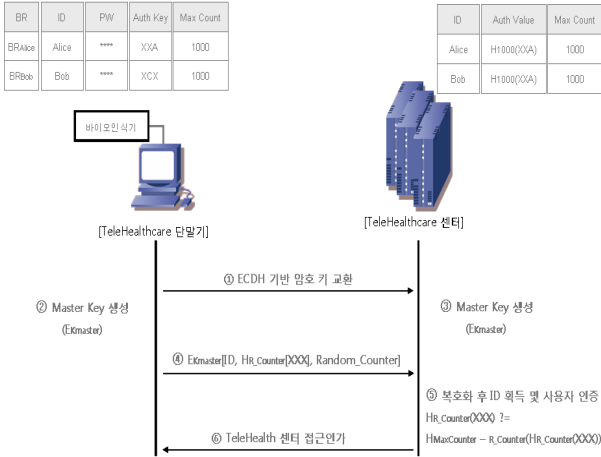 BR ID PW Auth Key Max Count
BRAlice Alice **** XXA 1000
BRBob Bob **** XCX 1000
ID Auth Value Max Count
Alice H1000(XXA) 1000
Bob H1000(XXA) 1000
바이오인식기
[TeleHealthcare 단말기]
[TeleHealthcare 센터]
① ECDH 기반 암호 키 교환
② Master Key 생성
(EKmaster)
③ Master Key 생성
(EKmaster)
④ EKmaster[ID, HR_Counter[XXX], Random_Counter]
⑤ 복호화 후 ID 획득 몇 사용자 인증
HR_Counter(XXX) ?=
HMaxCounter – R_Counter(HR_Counter(XXX))
⑥ TeleHealth 센터 접근인가